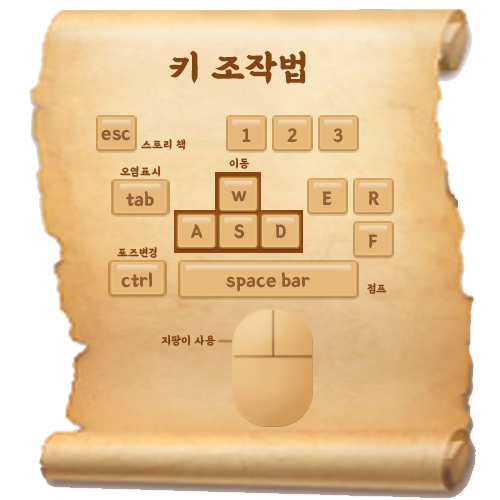 키 조작법
esc 스토리 책 1 2 3
이동
오염표시
tab W E R
A S D F
포즈변경
ctrl space bar 점프
지팡이 사용